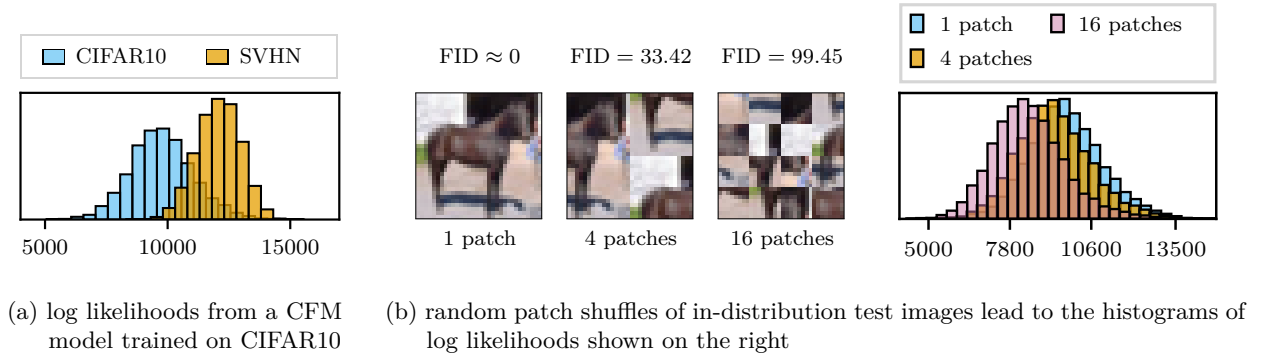 CIFAR10 SVHN
5000 10000 15000
(a) log likelihoods from a CFM
model trained on CIFAR10
FID ≈ 0 FID = 33.42 FID = 99.45
1 patch 4 patches 16 patches
1 patch 16 patches
4 patches
5000 7800 10600 13500
(b) random patch shuffles of in-distribution test images lead to the histograms of
log likelihoods shown on the right